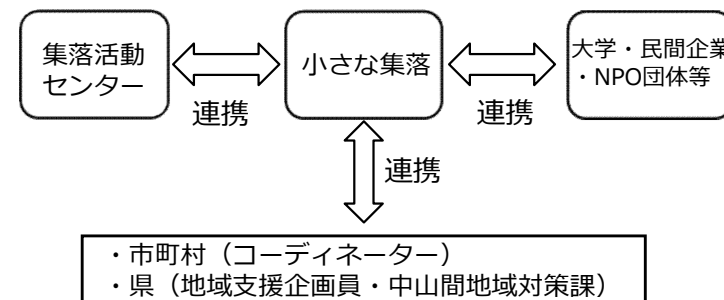 集落活動
センター
小さな集落
大学・民間企業
・NPO団体等
連携
連携
連携
・市町村（コーディネーター）
・県（地域支援企画員・中山間地域対策課）